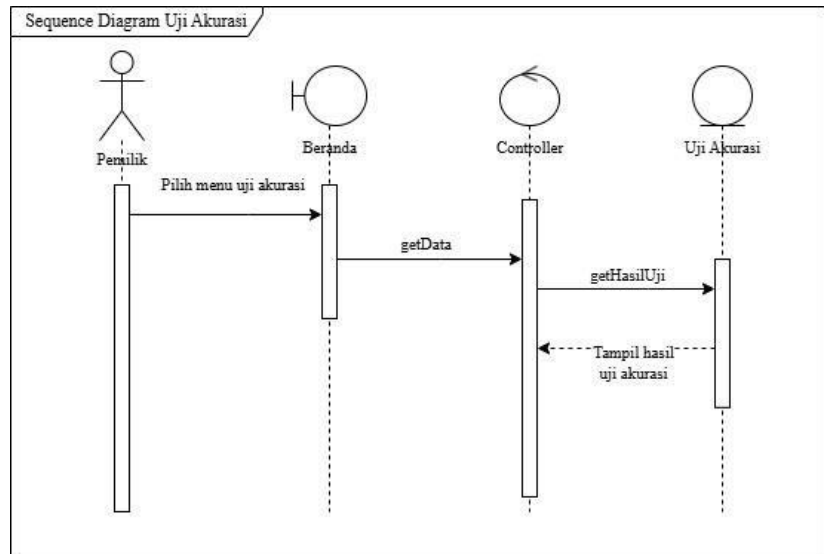 Sequence Diagram Uji Akurasi
Pemilik
Beranda
Controller
Uji Akurasi
Pilih menu uji akurasi
getData
getHasilUji
Tampil hasil
uji akurasi